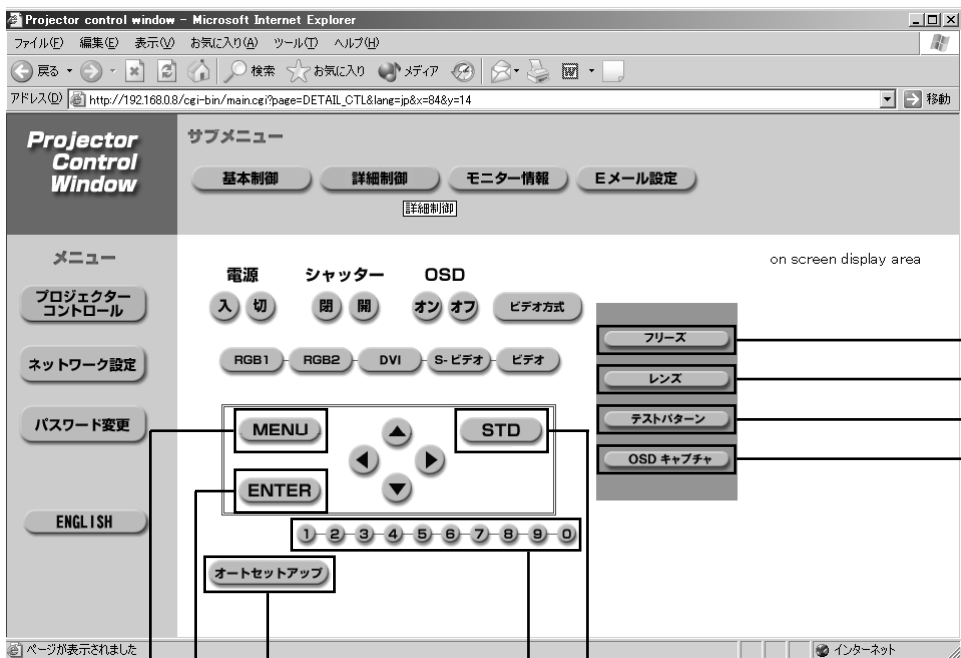 Projector control window - Microsoft Internet Explorer
ファイル(F) 編集(E) 表示(V) お気に入り(A) ツール(T) ヘルプ(H)
戻る 検索 お気に入り メディア
アドレス(D) http://192.168.0.8/cgi-bin/main.cgi?page=DETAIL_CTL&lang=jp&x=84&y=14 移動
Projector
Control
Window
サブメニュー
基本制御 詳細制御 モニター情報 Eメール設定
詳細制御
メニュー
プロジェクター
コントロール
ネットワーク設定
パスワード変更
ENGLISH
on screen display area
電源 シャッター OSD
入 切 閉 開 オン オフ ビデオ方式
RGB1 RGB2 DVI S-ビデオ ビデオ
MENU STD
ENTER
1 2 3 4 5 6 7 8 9 0
オートセットアップ
フリーズ
レンズ
テストパターン
OSD キャプチャ
ページが表示されました インターネット